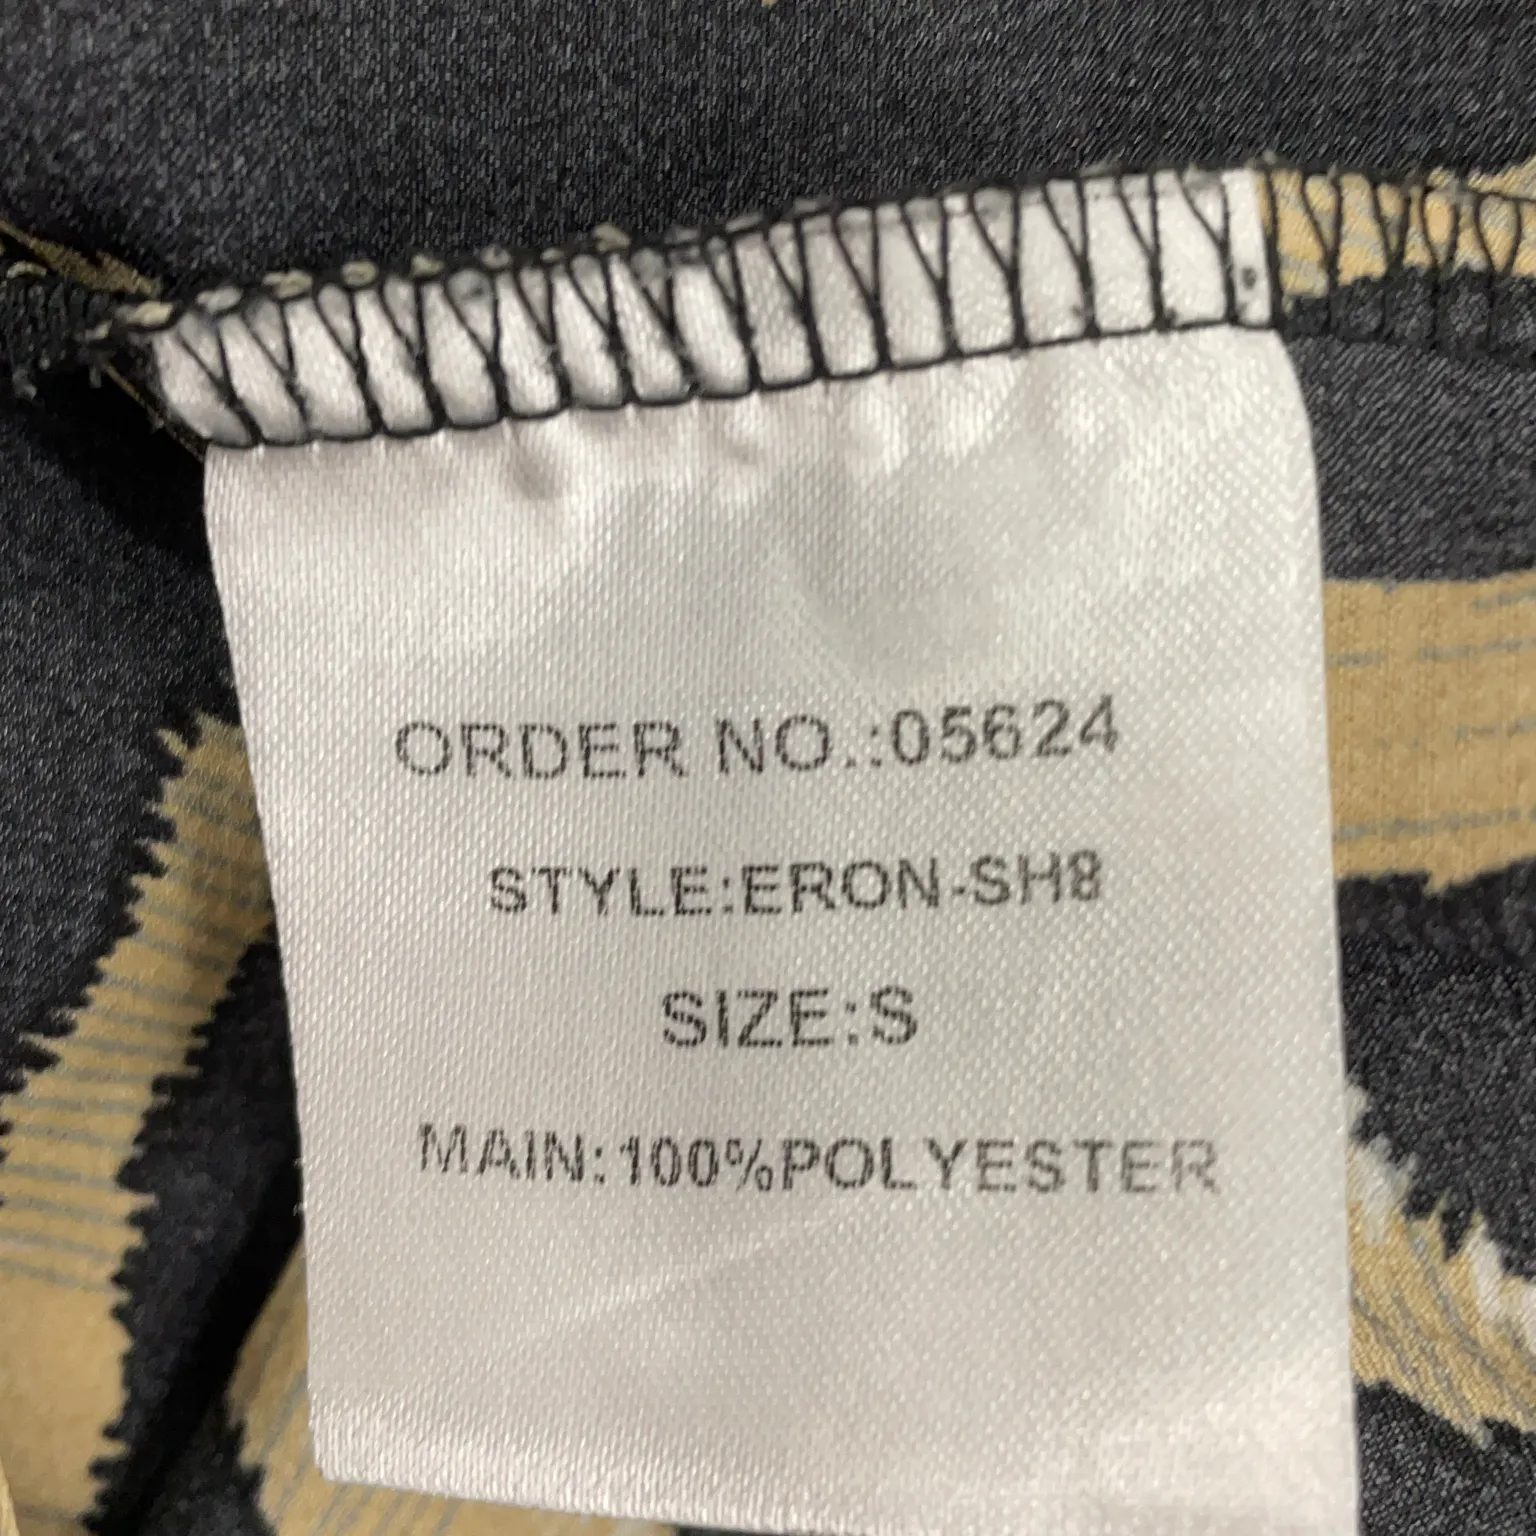 ORDER NO.:05624
STYLE:ERON-SH8
SIZE:S
MAIN:100%POLYESTER